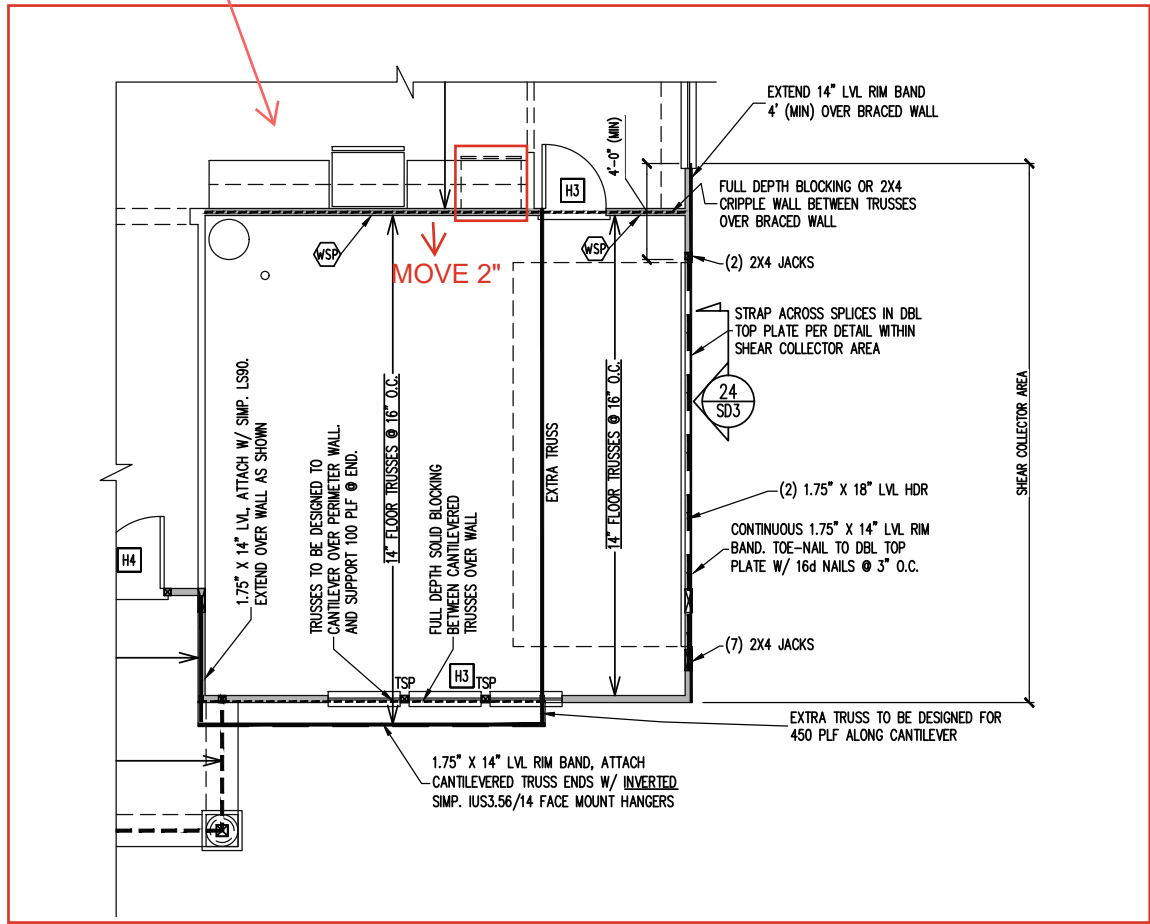 EXTEND 14" LVL RIM BAND
4' (MIN) OVER BRACED WALL
4'-0" (MIN)
H3
FULL DEPTH BLOCKING OR 2X4
CRIPPLE WALL BETWEEN TRUSSES
OVER BRACED WALL
WSP
WSP
MOVE 2"
(2) 2X4 JACKS
STRAP ACROSS SPLICES IN DBL
TOP PLATE PER DETAIL WITHIN
SHEAR COLLECTOR AREA
24
SD3
SHEAR COLLECTOR AREA
1.75" X 14" LVL, ATTACH W/ SIMP. LS90.
EXTEND OVER WALL AS SHOWN
TRUSSES TO BE DESIGNED TO
CANTILEVER OVER PERIMETER WALL.
AND SUPPORT 100 PLF @ END.
14" FLOOR TRUSSES @ 16" O.C.
FULL DEPTH SOLID BLOCKING
BETWEEN CANTILEVERED
TRUSSES OVER WALL
EXTRA TRUSS
14" FLOOR TRUSSES @ 16" O.C.
(2) 1.75" X 18" LVL HDR
CONTINUOUS 1.75" X 14" LVL RIM
BAND. TOE-NAIL TO DBL TOP
PLATE W/ 16d NAILS @ 3" O.C.
H4
(7) 2X4 JACKS
H3
TSP
TSP
EXTRA TRUSS TO BE DESIGNED FOR
450 PLF ALONG CANTILEVER
1.75" X 14" LVL RIM BAND, ATTACH
CANTILEVERED TRUSS ENDS W/ INVERTED
SIMP. IUS3.56/14 FACE MOUNT HANGERS